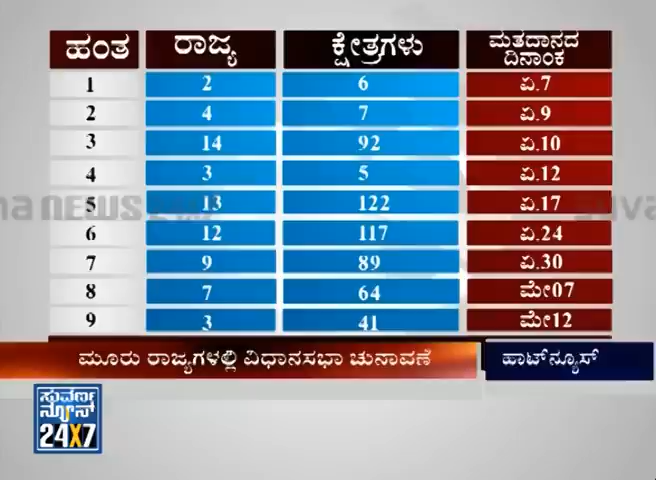 ಹಂತ ರಾಜ್ಯ ಕ್ಷೇತ್ರಗಳು ಮತದಾನದ ದಿನಾಂಕ
1 2 6 ಏ.7
2 4 7 ಏ.9
3 14 92 ಏ.10
4 3 5 ಏ.12
5 13 122 ಏ.17
6 12 117 ಏ.24
7 9 89 ಏ.30
8 7 64 ಮೇ07
9 3 41 ಮೇ12
ಮೂರು ರಾಜ್ಯಗಳಲ್ಲಿ ವಿಧಾನಸಭಾ ಚುನಾವಣೆ ಹಾಟ್‌ನ್ಯೂಸ್
ಸುವರ್ಣ
ನ್ಯೂಸ್
24X7